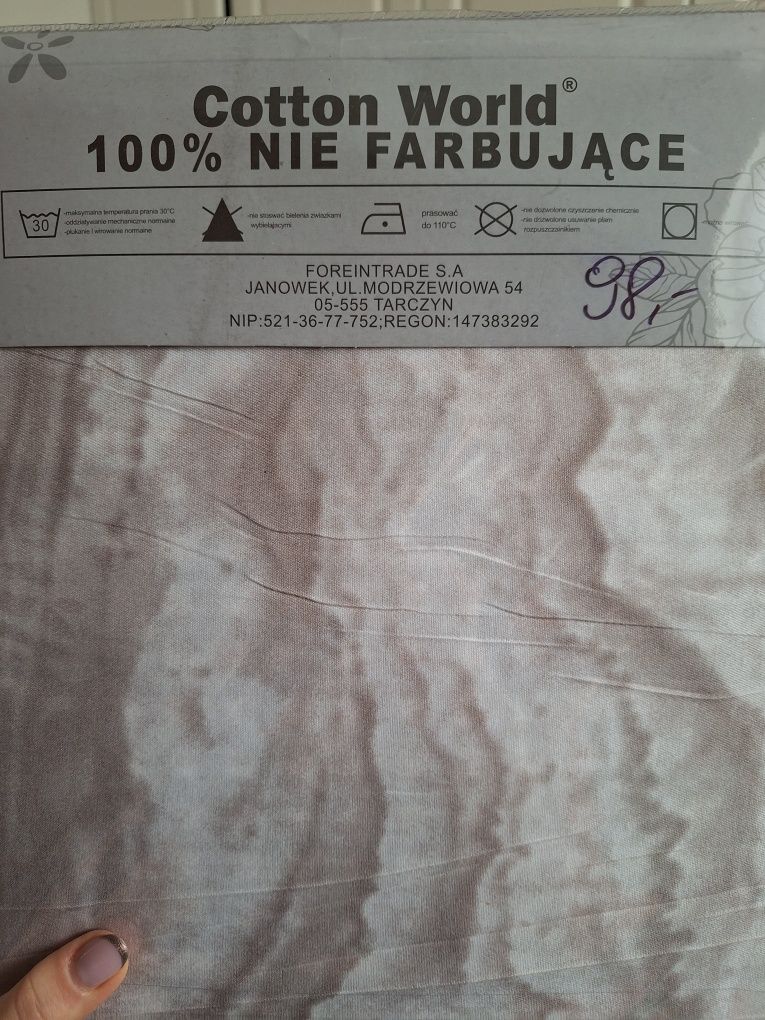 Cotton World®
100% NIE FARBUJĄCE
30
-maksymalna temperatura prania 30°C
-oddziaływanie mechaniczne normalne
-płukanie i wirowanie normalne
-nie stoswać bielenia związkami
wybielającymi
prasować
do 110°C
-nie dozwolone czyszczenie chemicznie
-nie dozwolone usuwanie plam
rozpuszczalnikiem
FOREINTRADE S.A
JANOWEK,UL.MODRZEWIOWA 54
05-555 TARCZYN
NIP:521-36-77-752;REGON:147383292
98,-